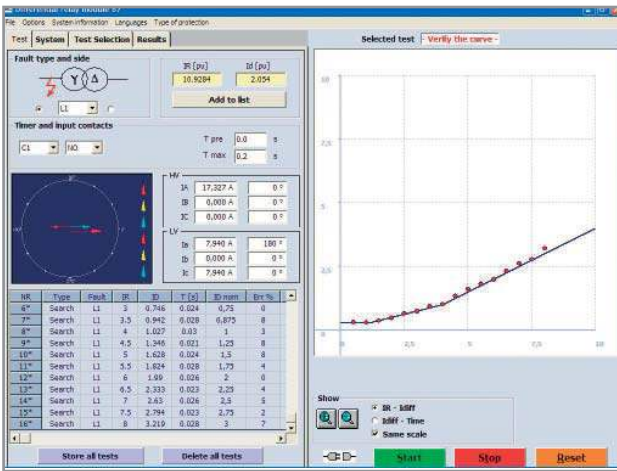 Differential relay module 87
File Options System information Languages Type of protection
Test System Test Selection Results
Selected test - Verify the curve -
Fault type and side
IR [pu] Id [pu]
10.9284 2.054
L1
Add to list
Timer and input contacts
C1 NO
T pre 0.0 s
T max 0.2 s
HV
IA 17,327 A 0 °
IB 0,000 A 0 °
IC 0,000 A 0 °
LV
Ia 7,940 A 180 °
Ib 0,000 A 0 °
Ic 7,940 A 0 °
NR Type Fault IR ID T [s] ID nom Err %
6° Search L1 3 0.746 0.024 0,75 0
7° Search L1 3.5 0.942 0.028 0,875 8
8° Search L1 4 1.027 0.03 1 3
9° Search L1 4.5 1.346 0.021 1,25 8
10° Search L1 5 1.628 0.024 1,5 8
11° Search L1 5.5 1.824 0.028 1,75 4
12° Search L1 6 1.99 0.026 2 0
13° Search L1 6.5 2.333 0.023 2,25 4
14° Search L1 7 2.63 0.026 2,5 5
15° Search L1 7.5 2.794 0.023 2,75 2
16° Search L1 8 3.219 0.028 3 7
Store all tests Delete all tests
10
7,5
5
2,5
0
0 2,5 5 7,5 10
Show
IR - Idiff
Idiff - Time
Same scale
Start Stop Reset